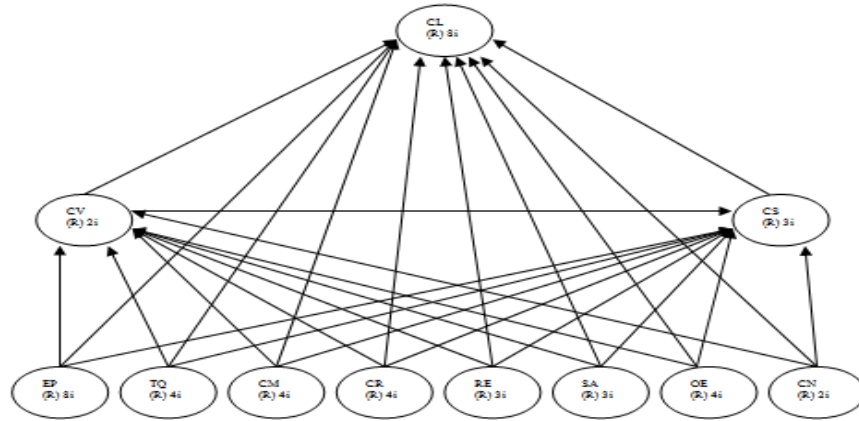 CL
(R) 8i
CV
(R) 2i
CS
(R) 3i
EP
(R) 8i
TQ
(R) 4i
CM
(R) 4i
CR
(R) 4i
RE
(R) 3i
SA
(R) 3i
OE
(R) 4i
CN
(R) 2i